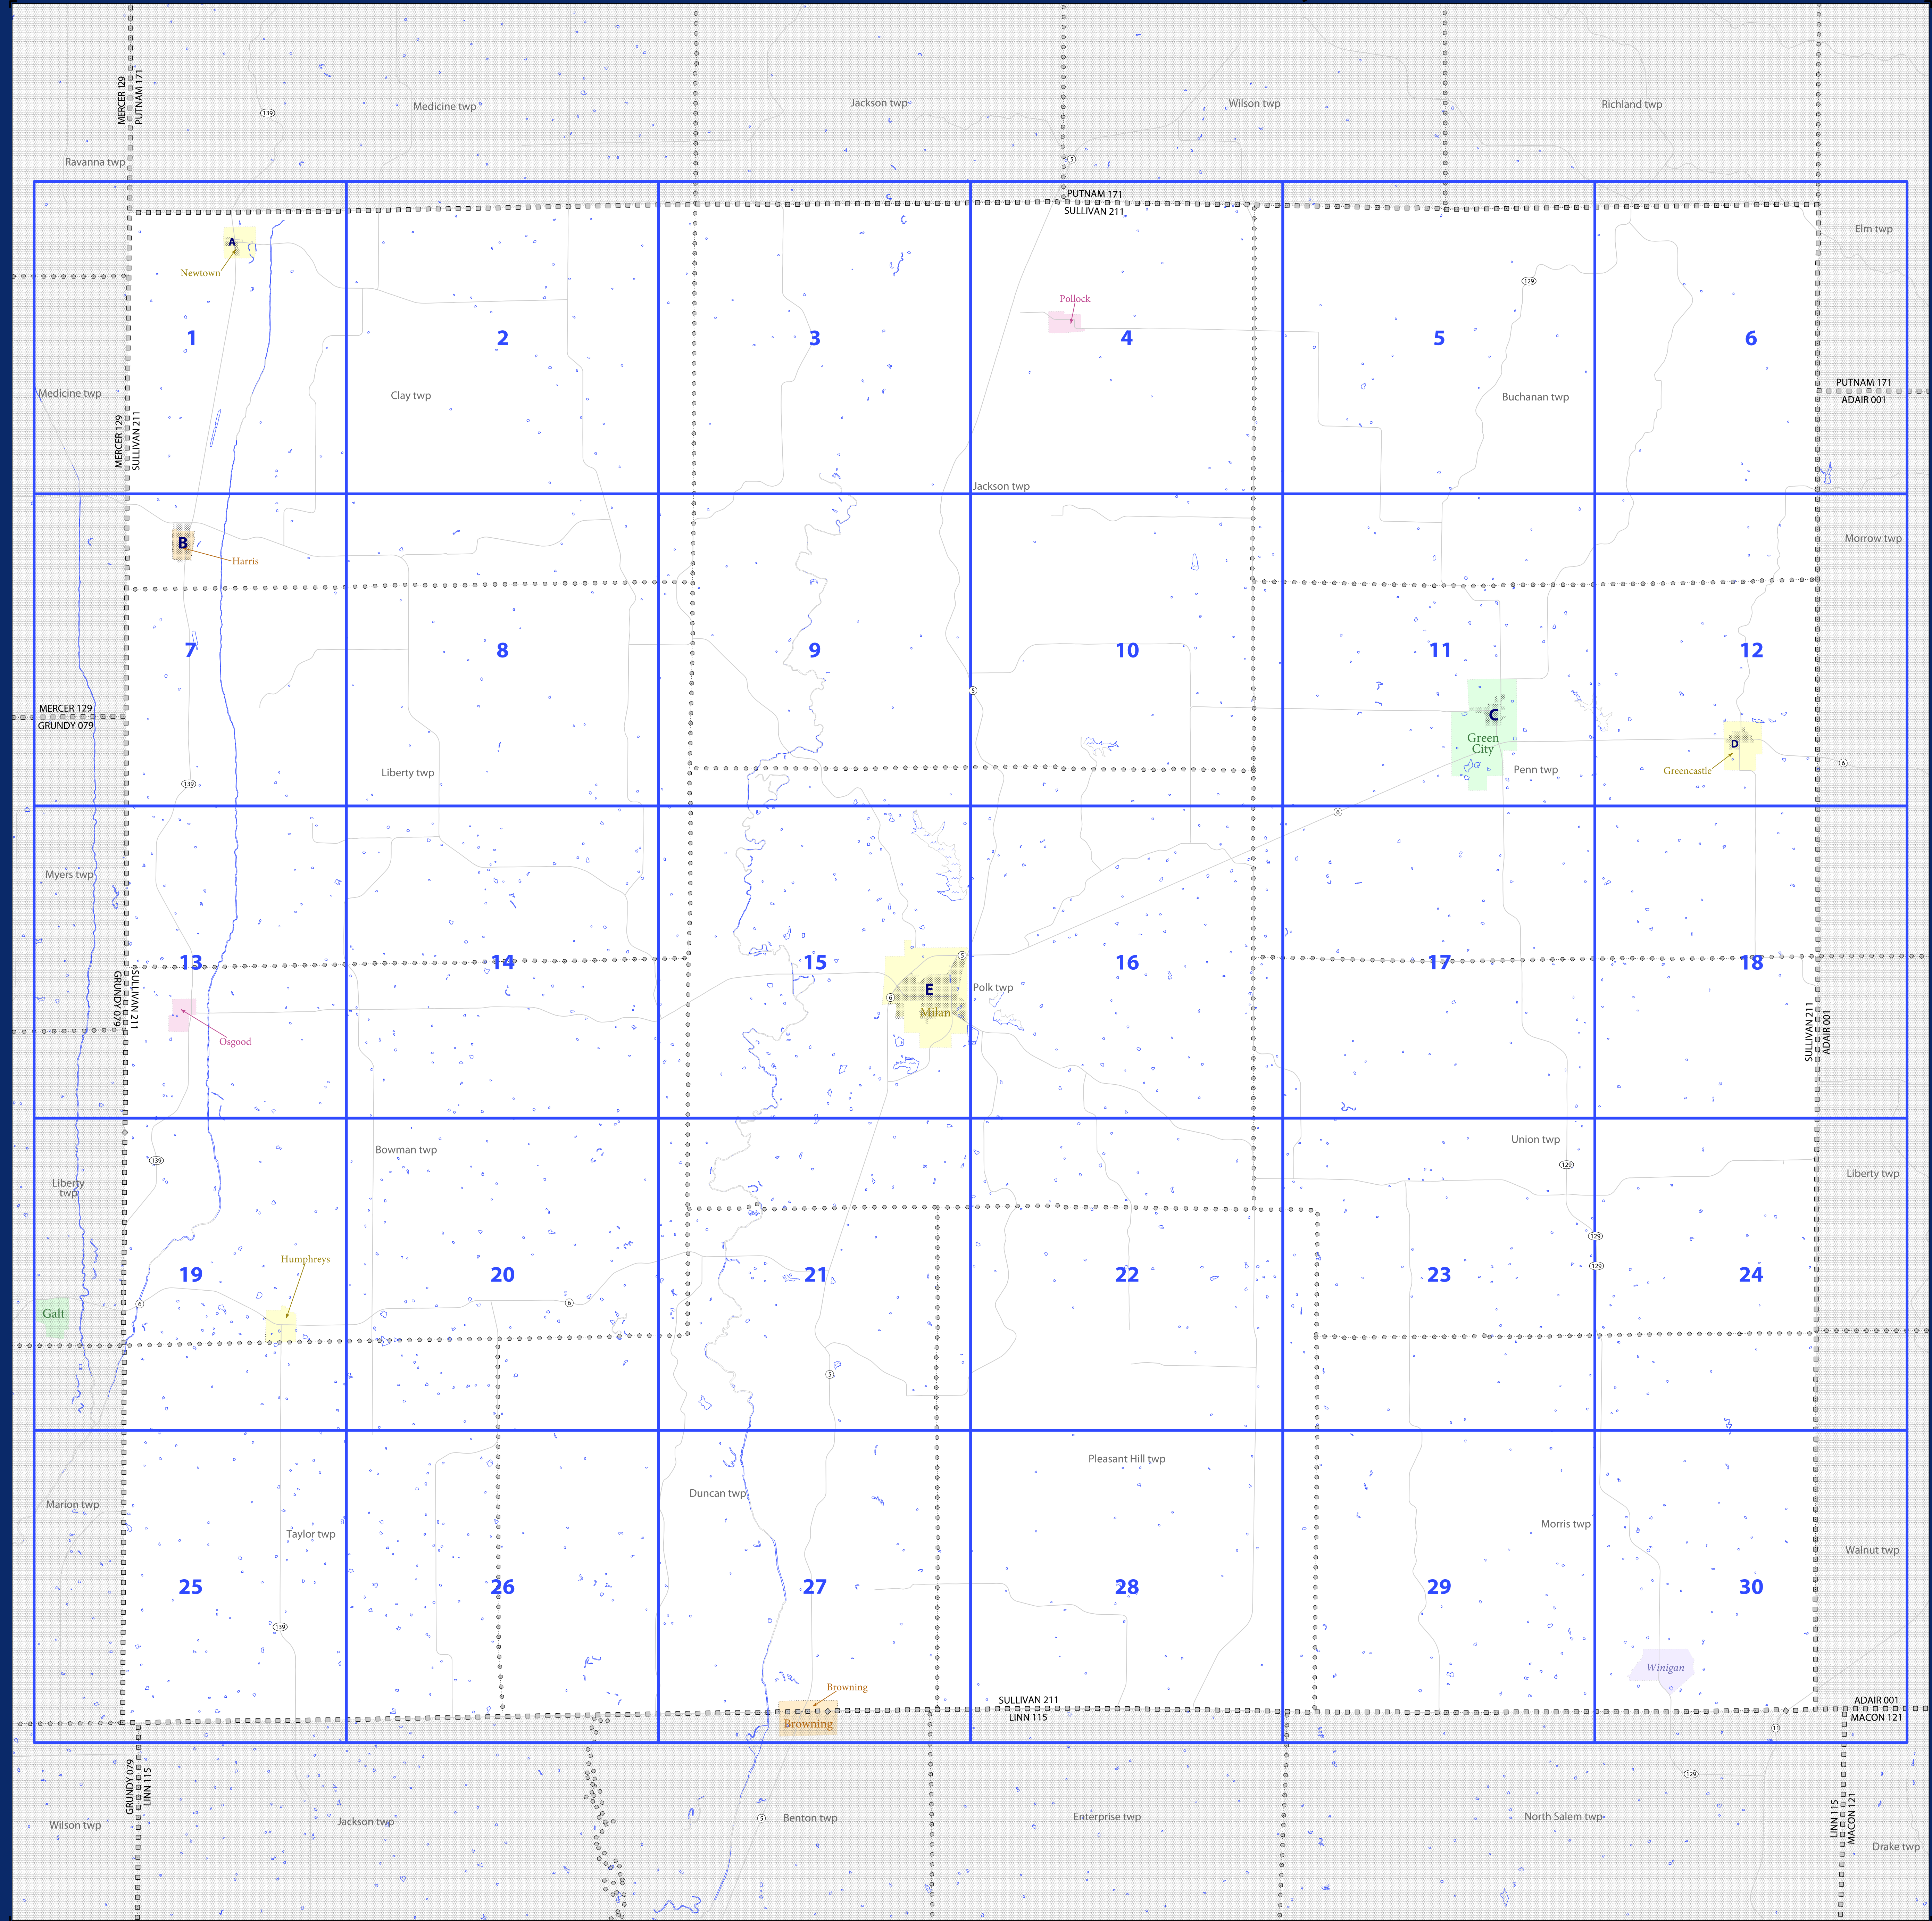 MERCER 129
PUTNAM 171
139
Medicine twp
Jackson twp
Wilson twp
Richland twp
5
Ravanna twp
PUTNAM 171
SULLIVAN 211
Elm twp
A
Newtown
Pollock
129
1
2
3
4
5
6
Medicine twp
Clay twp
Buchanan twp
PUTNAM 171
ADAIR 001
MERCER 129
SULLIVAN 211
Jackson twp
B
Harris
Morrow twp
7
8
9
10
11
12
5
MERCER 129
GRUNDY 079
C
Green
City
D
Greencastle
Penn twp
6
Liberty twp
139
6
Myers twp
13
14
15
16
17
18
5
6
E
Milan
Polk twp
GRUNDY 079
SULLIVAN 211
Osgood
SULLIVAN 211
ADAIR 001
Bowman twp
Union twp
139
129
Liberty
twp
Liberty twp
129
129
Humphreys
19
20
21
22
23
24
Galt
6
6
5
Pleasant Hill twp
Duncan twp
Marion twp
Taylor twp
Morris twp
Walnut twp
25
26
27
28
29
30
139
Winigan
Browning
Browning
SULLIVAN 211
LINN 115
ADAIR 001
MACON 121
11
129
GRUNDY 079
LINN 115
Wilson twp
Jackson twp
5
Benton twp
Enterprise twp
North Salem twp
LINN 115
MACON 121
Drake twp